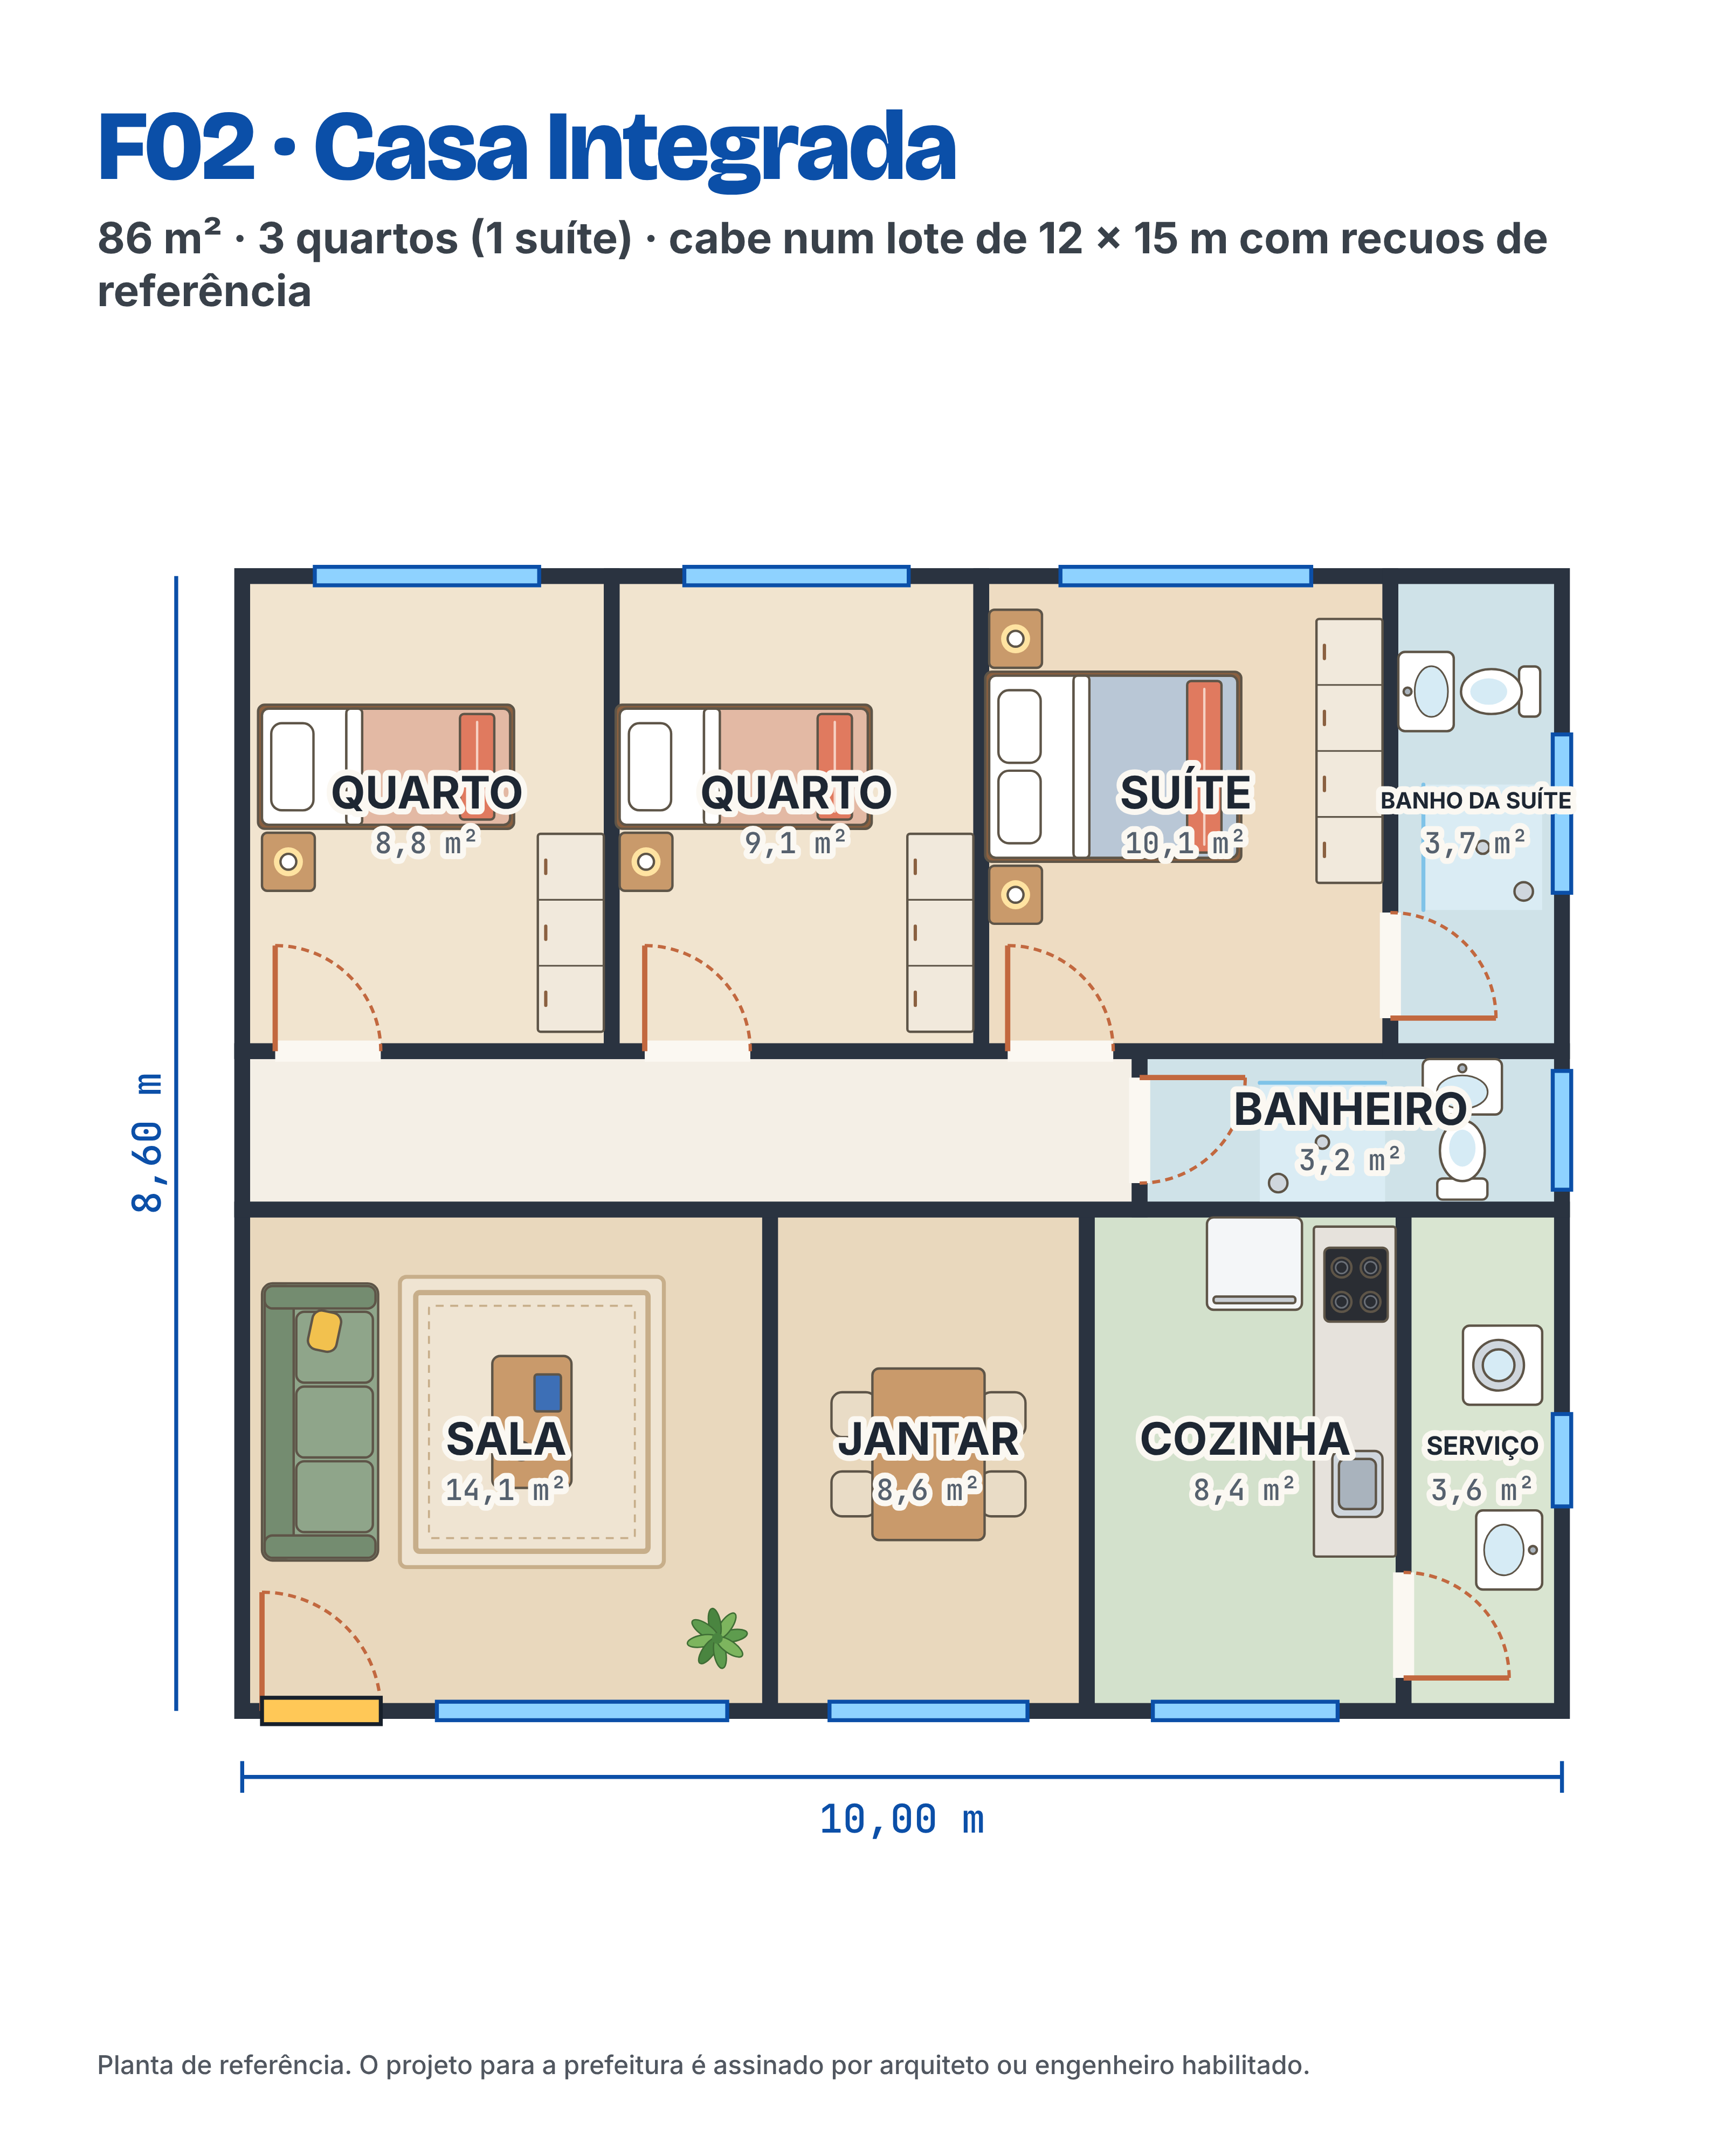 F02 · Casa Integrada
86 m² · 3 quartos (1 suíte) · cabe num lote de 12 × 15 m com recuos de
referência
QUARTO
8,8 m²
QUARTO
9,1 m²
SUÍTE
10,1 m²
BANHO DA SUÍTE
3,7 m²
8,60 m
BANHEIRO
3,2 m²
SALA
14,1 m²
JANTAR
8,6 m²
COZINHA
8,4 m²
SERVIÇO
3,6 m²
10,00 m
Planta de referência. O projeto para a prefeitura é assinado por arquiteto ou engenheiro habilitado.